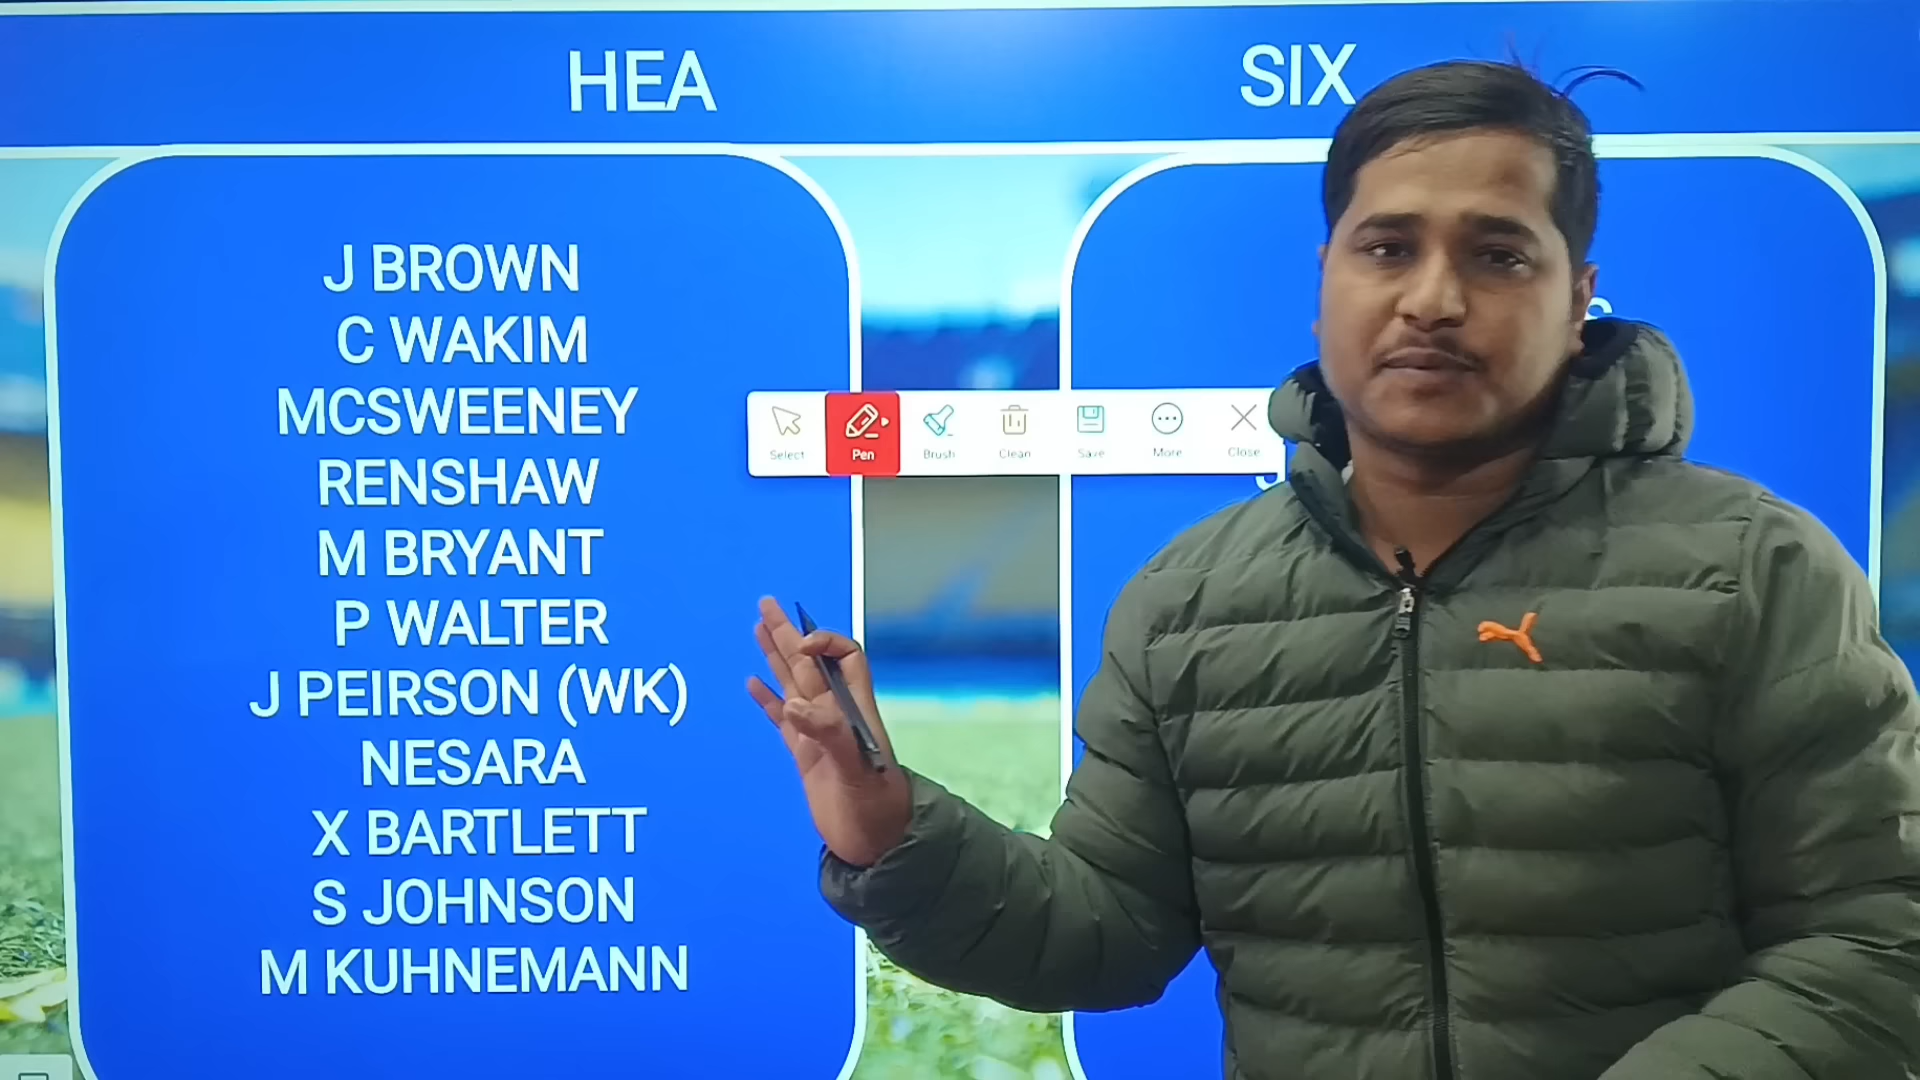 HEA
SIX
J BROWN
C WAKIM
MCSWEENEY
RENSHAW
M BRYANT
P WALTER
J PEIRSON (WK)
NESARA
X BARTLETT
S JOHNSON
M KUHNEMANN
Select
Pen
Brush
Clean
Save
More
Close